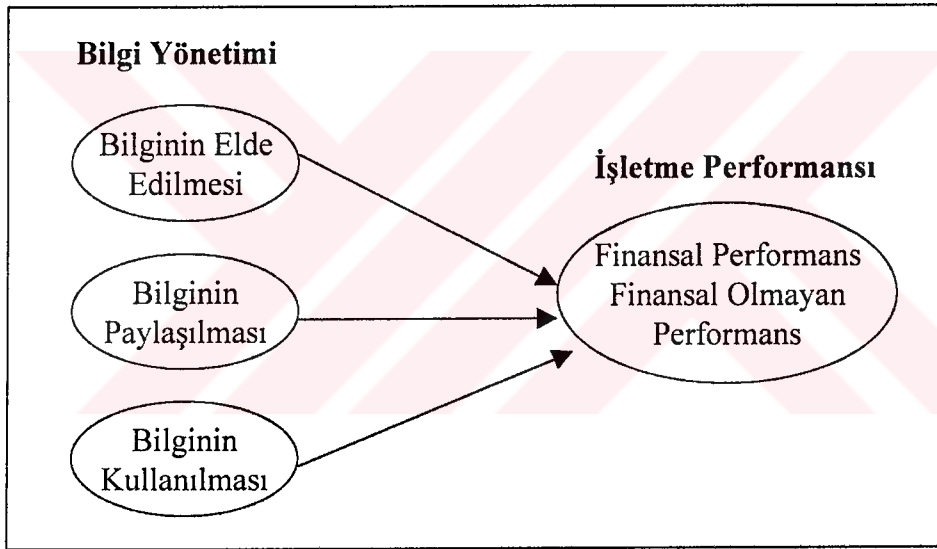 Bilgi Yönetimi
Bilginin Elde
Edilmesi
Bilginin
Paylaşılması
Bilginin
Kullanılması
İşletme Performansı
Finansal Performans
Finansal Olmayan
Performans